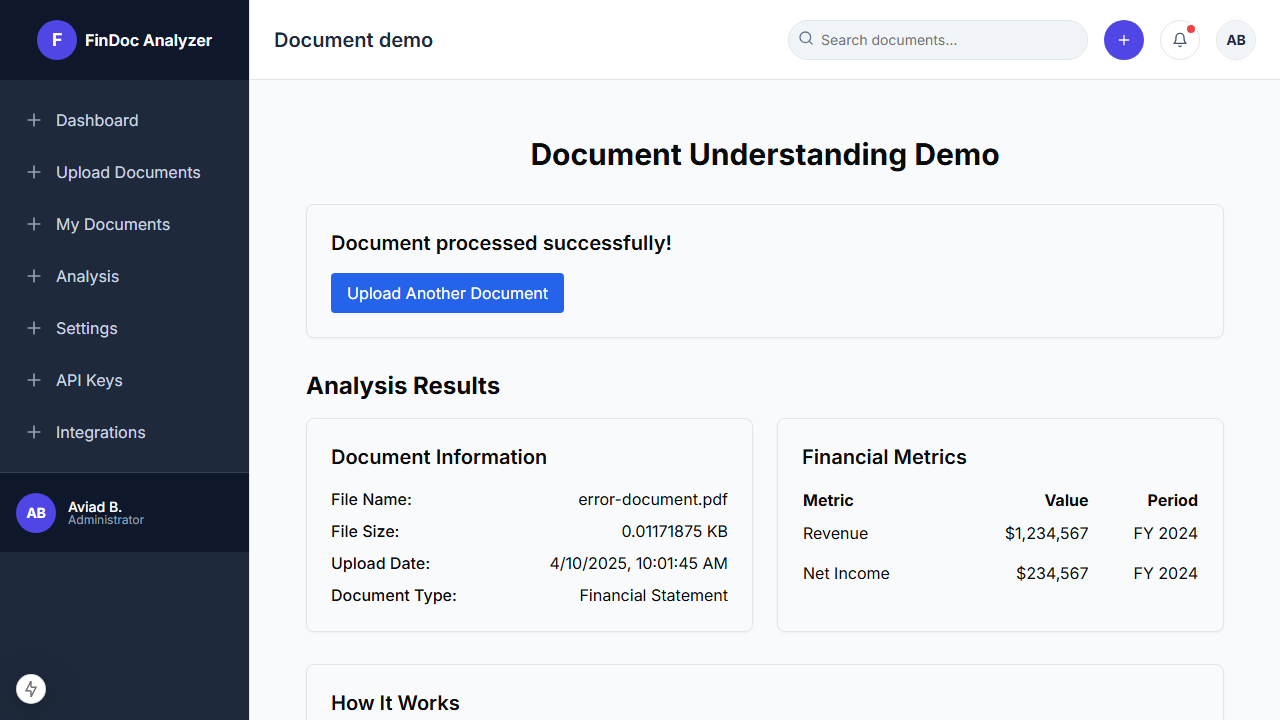 F FinDoc Analyzer
Document demo
Search documents...
AB
Dashboard
Upload Documents
My Documents
Analysis
Settings
API Keys
Integrations
AB
Aviad B.
Administrator
Document Understanding Demo
Document processed successfully!
Upload Another Document
Analysis Results
Document Information
File Name: error-document.pdf
File Size: 0.01171875 KB
Upload Date: 4/10/2025, 10:01:45 AM
Document Type: Financial Statement
Financial Metrics
Metric Value Period
Revenue $1,234,567 FY 2024
Net Income $234,567 FY 2024
How It Works